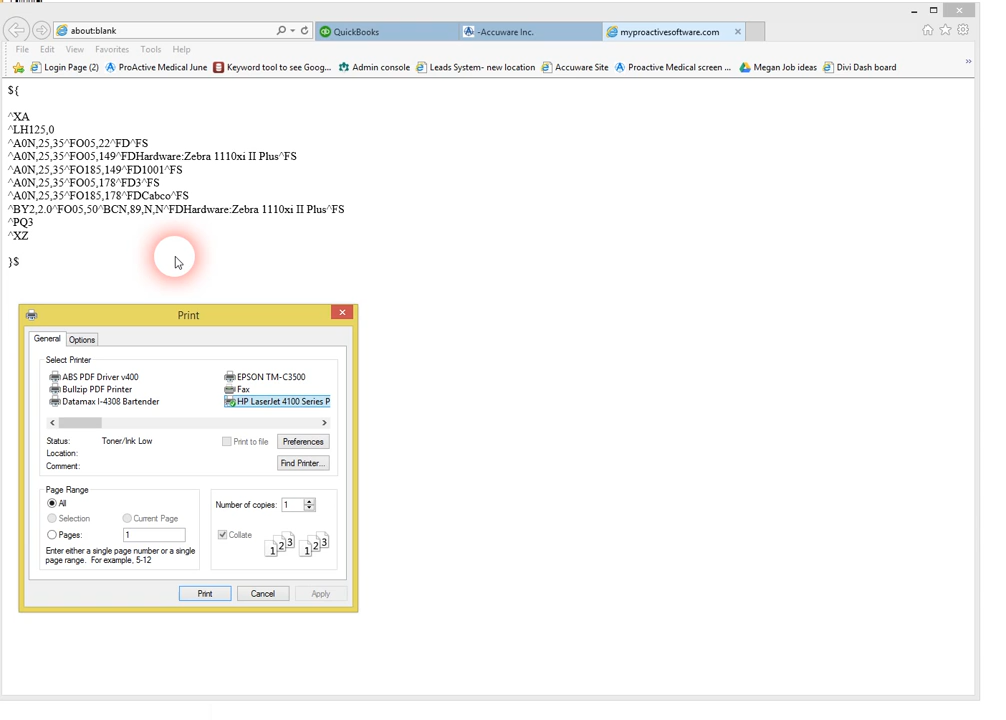 about:blank
QuickBooks
-Accuware Inc.
myproactivesoftware.com
File Edit View Favorites Tools Help
Login Page (2) ProActive Medical June Keyword tool to see Goog... Admin console Leads System- new location Accuware Site Proactive Medical screen ... Megan Job ideas Divi Dash board
${
^XA
^LH125,0
^A0N,25,35^FO05,22^FD^FS
^A0N,25,35^FO05,149^FDHardware:Zebra 1110xi II Plus^FS
^A0N,25,35^FO185,149^FD1001^FS
^A0N,25,35^FO05,178^FD3^FS
^A0N,25,35^FO185,178^FDCabco^FS
^BY2,2.0^FO05,50^BCN,89,N,N^FDHardware:Zebra 1110xi II Plus^FS
^PQ3
^XZ
}$
Print
General Options
Select Printer
ABS PDF Driver v400 EPSON TM-C3500
Bullzip PDF Printer Fax
Datamax I-4308 Bartender HP LaserJet 4100 Series P
Status: Toner/Ink Low Print to file Preferences
Location:
Comment: Find Printer...
Page Range
All Number of copies: 1
Selection Current Page
Pages: 1 Collate
Enter either a single page number or a single
page range. For example, 5-12
1 2 3 1 2 3
Print Cancel Apply